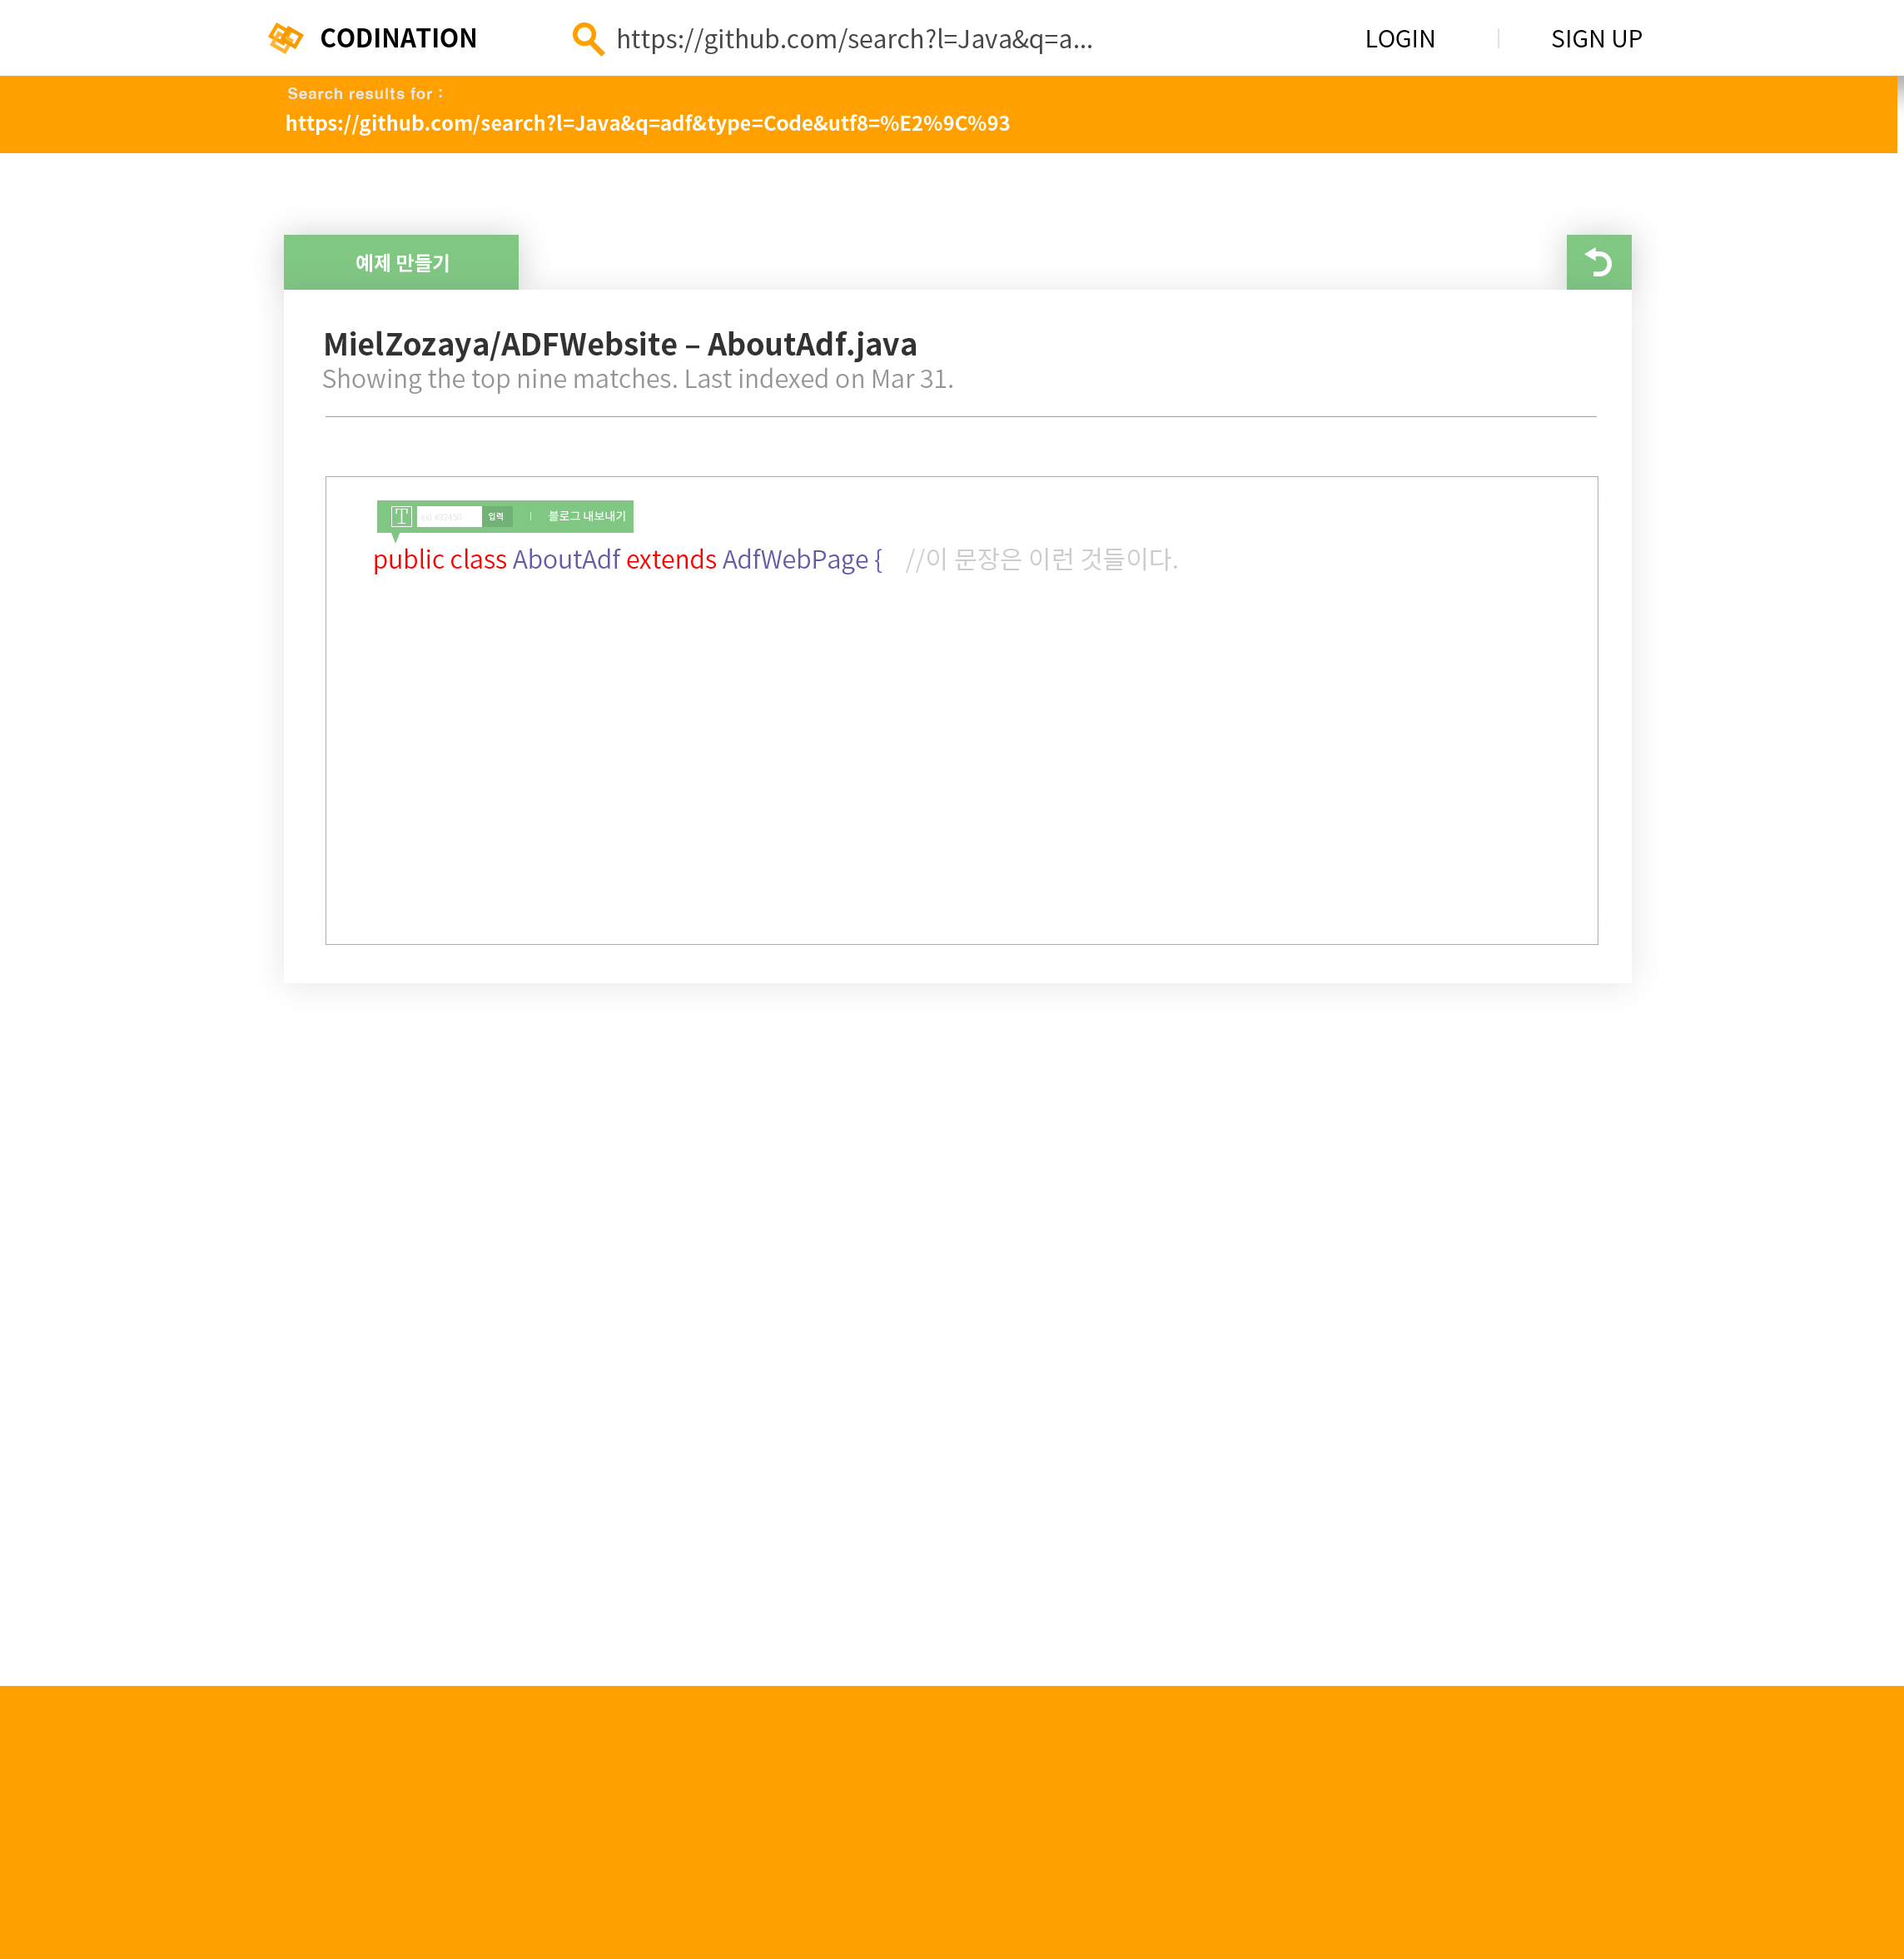 CODINATION
https://github.com/search?l=Java&q=a...
LOGIN
SIGN UP
Search results for :
https://github.com/search?l=Java&q=adf&type=Code&utf8=%E2%9C%93
예제 만들기
MielZozaya/ADFWebsite – AboutAdf.java
Showing the top nine matches. Last indexed on Mar 31.
T 입력 | 블로그 내보내기
public class AboutAdf extends AdfWebPage { //이 문장은 이런 것들이다.